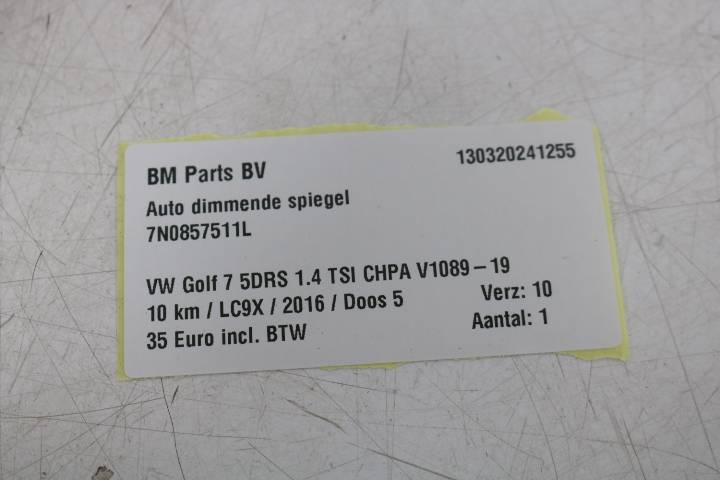 BM Parts BV 130320241255
Auto dimmende spiegel
7N0857511L
VW Golf 7 5DRS 1.4 TSI CHPA V1089-19
10 km / LC9X / 2016 / Doos 5 Verz: 10
35 Euro incl. BTW Aantal: 1